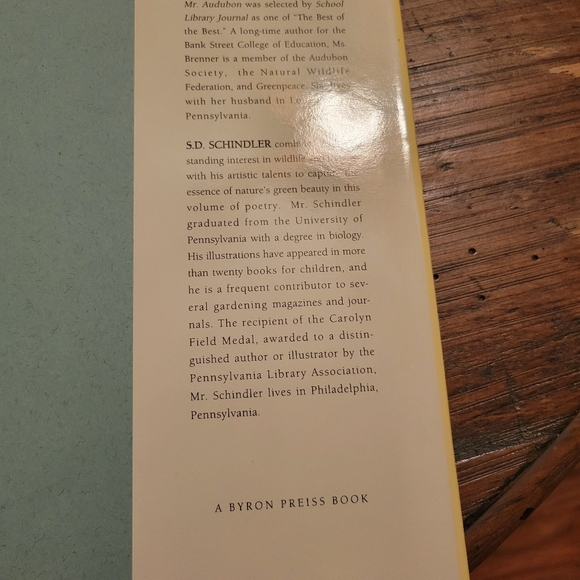 Mr. Audubon was selected by School
Library Journal as one of "The Best of
the Best." A long-time author for the
Bank Street College of Education, Ms.
Brenner is a member of the Audubon
Society, the Natural Wildlife
Federation, and Greenpeace. She lives
with her husband in
Pennsylvania.
S.D. SCHINDLER
standing interest in wildlife
with his artistic talents to capture the
essence of nature's green beauty in this
volume of poetry. Mr. Schindler
graduated from the University of
Pennsylvania with a degree in biology.
His illustrations have appeared in more
than twenty books for children, and
he is a frequent contributor to sev-
eral gardening magazines and jour-
nals. The recipient of the Carolyn
Field Medal, awarded to a distin-
guished author or illustrator by the
Pennsylvania Library Association,
Mr. Schindler lives in Philadelphia,
Pennsylvania.
A BYRON PREISS BOOK